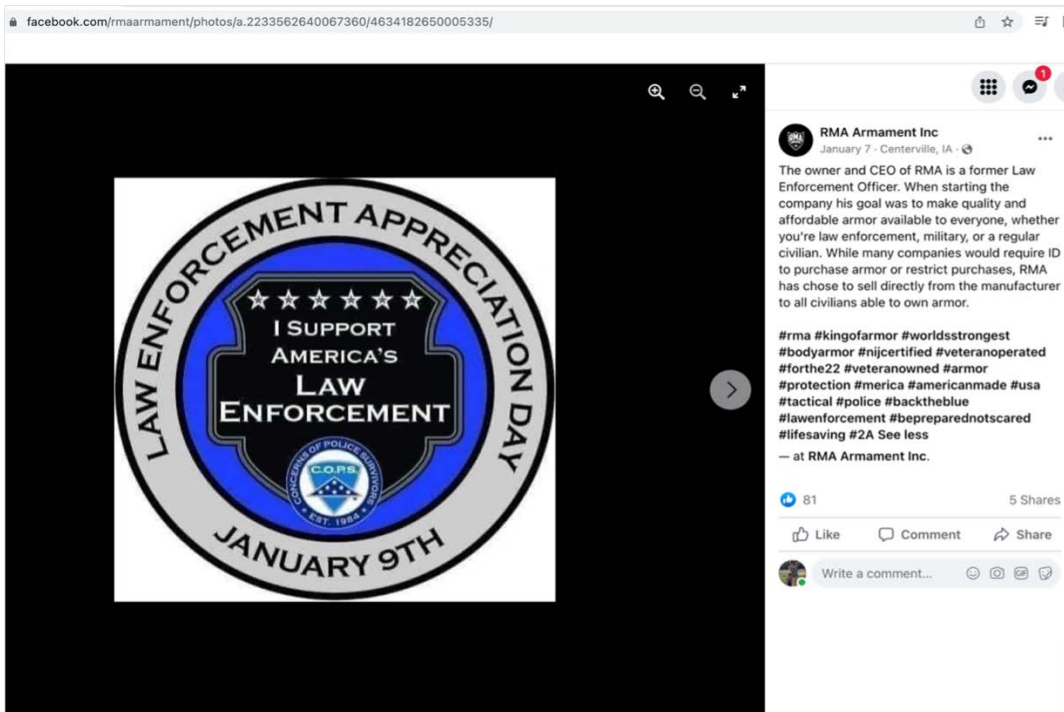 facebook.com/rmaarmament/photos/a.2233562640067360/4634182650005335/
1
LAW ENFORCEMENT APPRECIATION DAY
I SUPPORT
AMERICA'S
LAW
ENFORCEMENT
CONCERNS OF POLICE SURVIVORS
C.O.P.S.
EST. 1984
JANUARY 9TH
RMA Armament Inc
January 7 · Centerville, IA ·
The owner and CEO of RMA is a former Law
Enforcement Officer. When starting the
company his goal was to make quality and
affordable armor available to everyone, whether
you're law enforcement, military, or a regular
civilian. While many companies would require ID
to purchase armor or restrict purchases, RMA
has chose to sell directly from the manufacturer
to all civilians able to own armor.
#rma #kingofarmor #worldsstrongest
#bodyarmor #nijcertified #veteranoperated
#forthe22 #veteranowned #armor
#protection #merica #americanmade #usa
#tactical #police #backtheblue
#lawenforcement #bepreparednotscared
#lifesaving #2A See less
— at RMA Armament Inc.
81
5 Shares
Like
Comment
Share
Write a comment...
GIF